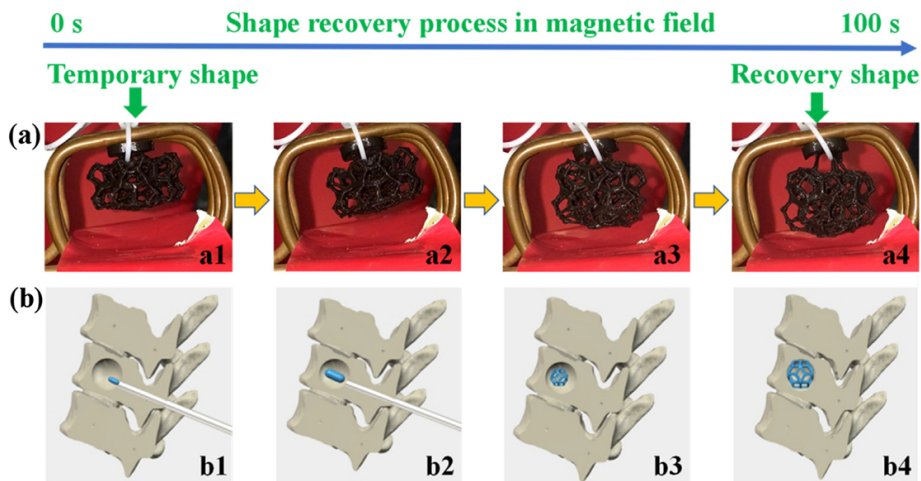 0 s Shape recovery process in magnetic field 100 s
Temporary shape Recovery shape
(a)
a1 a2 a3 a4
(b)
b1 b2 b3 b4